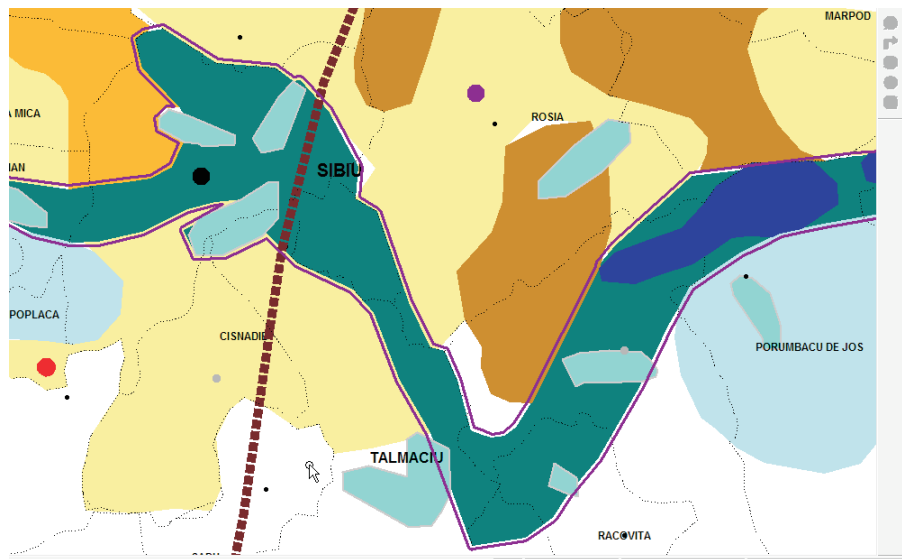 MARPOD
A MICA
ROSIA
IAN
SIBIU
POPLACA
CISNADIE
PORUMBACU DE JOS
TALMACIU
RACOVITA